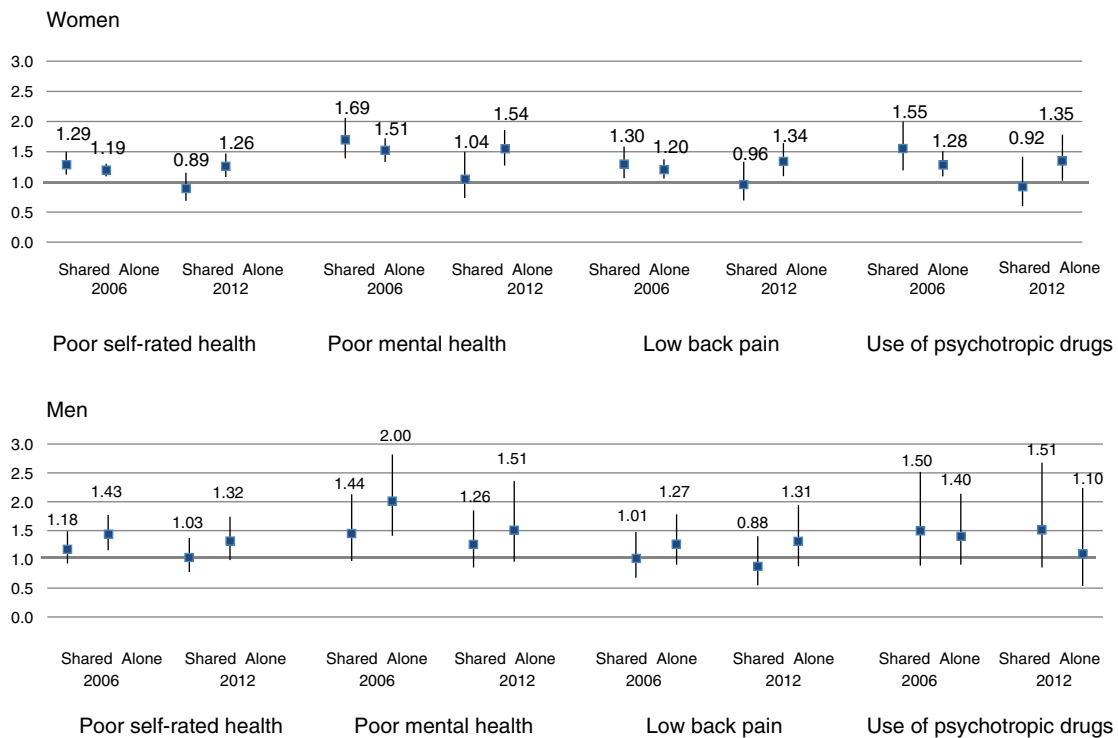 Women
3.0
2.5
2.0
1.5
1.0
0.5
0.0
1.29 1.19 0.89 1.26 1.69 1.51 1.04 1.54 1.30 1.20 0.96 1.34 1.55 1.28 0.92 1.35
Shared Alone Shared Alone Shared Alone Shared Alone Shared Alone Shared Alone Shared Alone Shared Alone
2006 2012 2006 2012 2006 2012 2006 2012
Poor self-rated health Poor mental health Low back pain Use of psychotropic drugs
Men
3.0
2.5
2.0
1.5
1.0
0.5
0.0
1.18 1.43 1.03 1.32 1.44 2.00 1.26 1.51 1.01 1.27 0.88 1.31 1.50 1.40 1.51 1.10
Shared Alone Shared Alone Shared Alone Shared Alone Shared Alone Shared Alone Shared Alone Shared Alone
2006 2012 2006 2012 2006 2012 2006 2012
Poor self-rated health Poor mental health Low back pain Use of psychotropic drugs